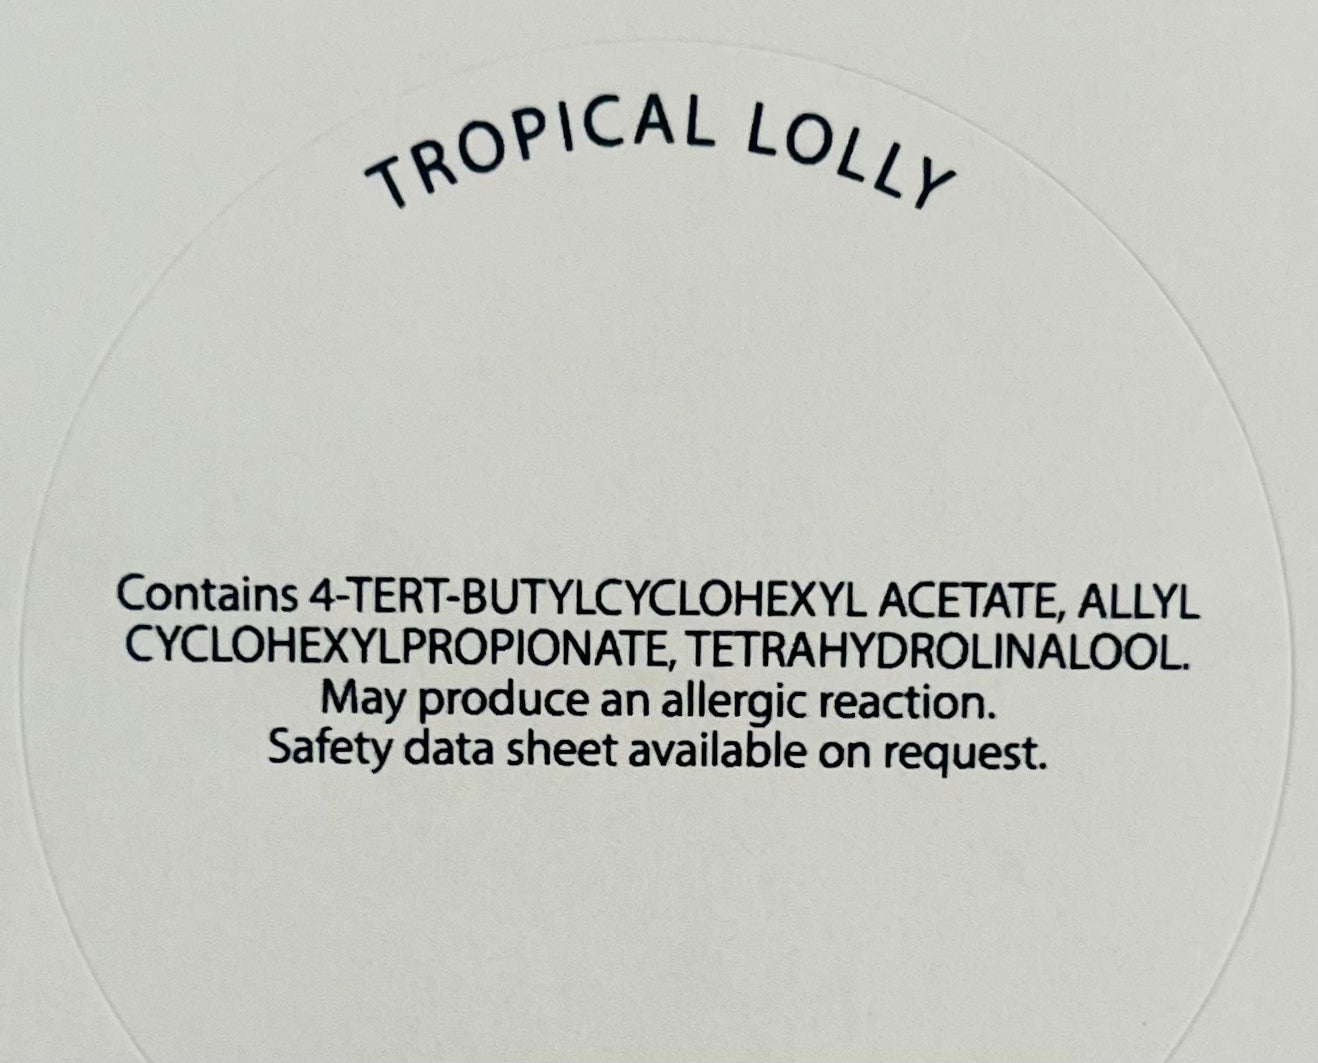 TROPICAL LOLLY
Contains 4-TERT-BUTYLCYCLOHEXYL ACETATE, ALLYL
CYCLOHEXYLPROPIONATE, TETRAHYDROLINALOOL.
May produce an allergic reaction.
Safety data sheet available on request.